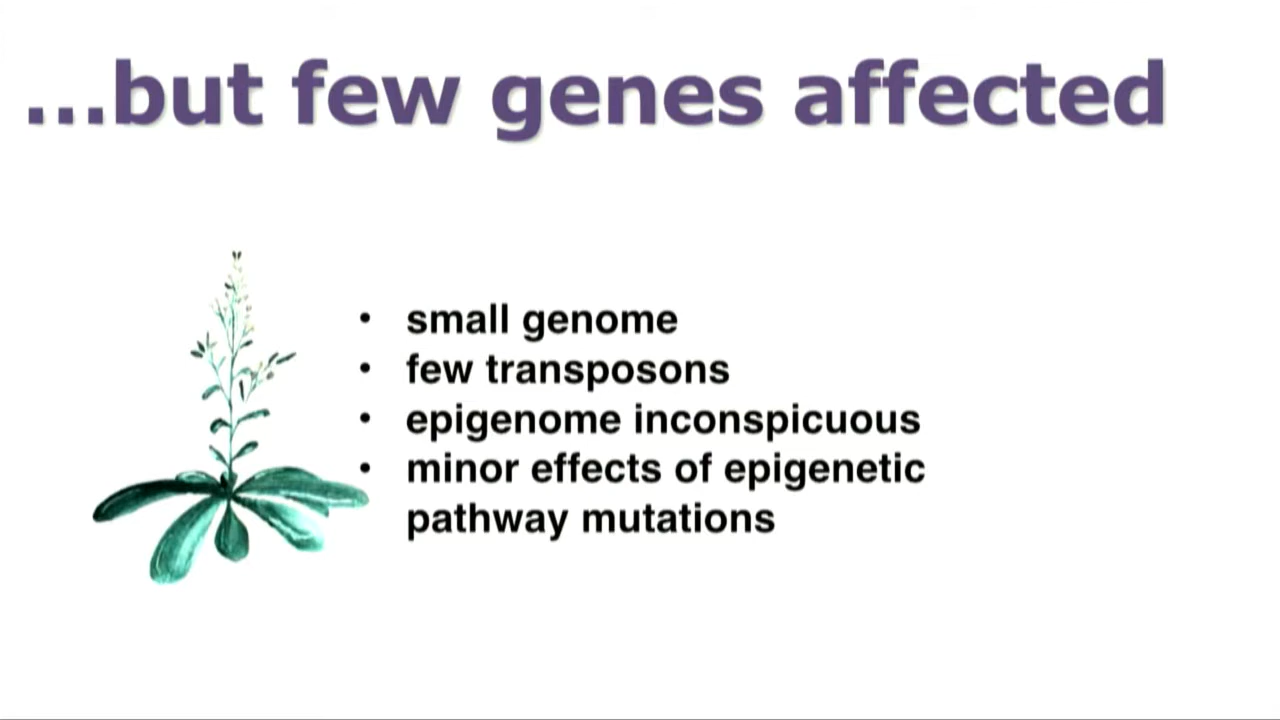 ...but few genes affected
• small genome
• few transposons
• epigenome inconspicuous
• minor effects of epigenetic
pathway mutations